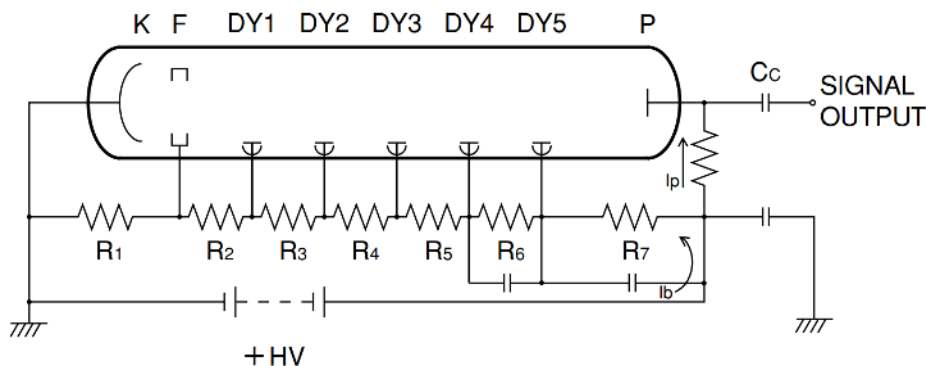 K F DY1 DY2 DY3 DY4 DY5 P
Cc
SIGNAL
OUTPUT
Ip
R1 R2 R3 R4 R5 R6 R7
Ib
+HV